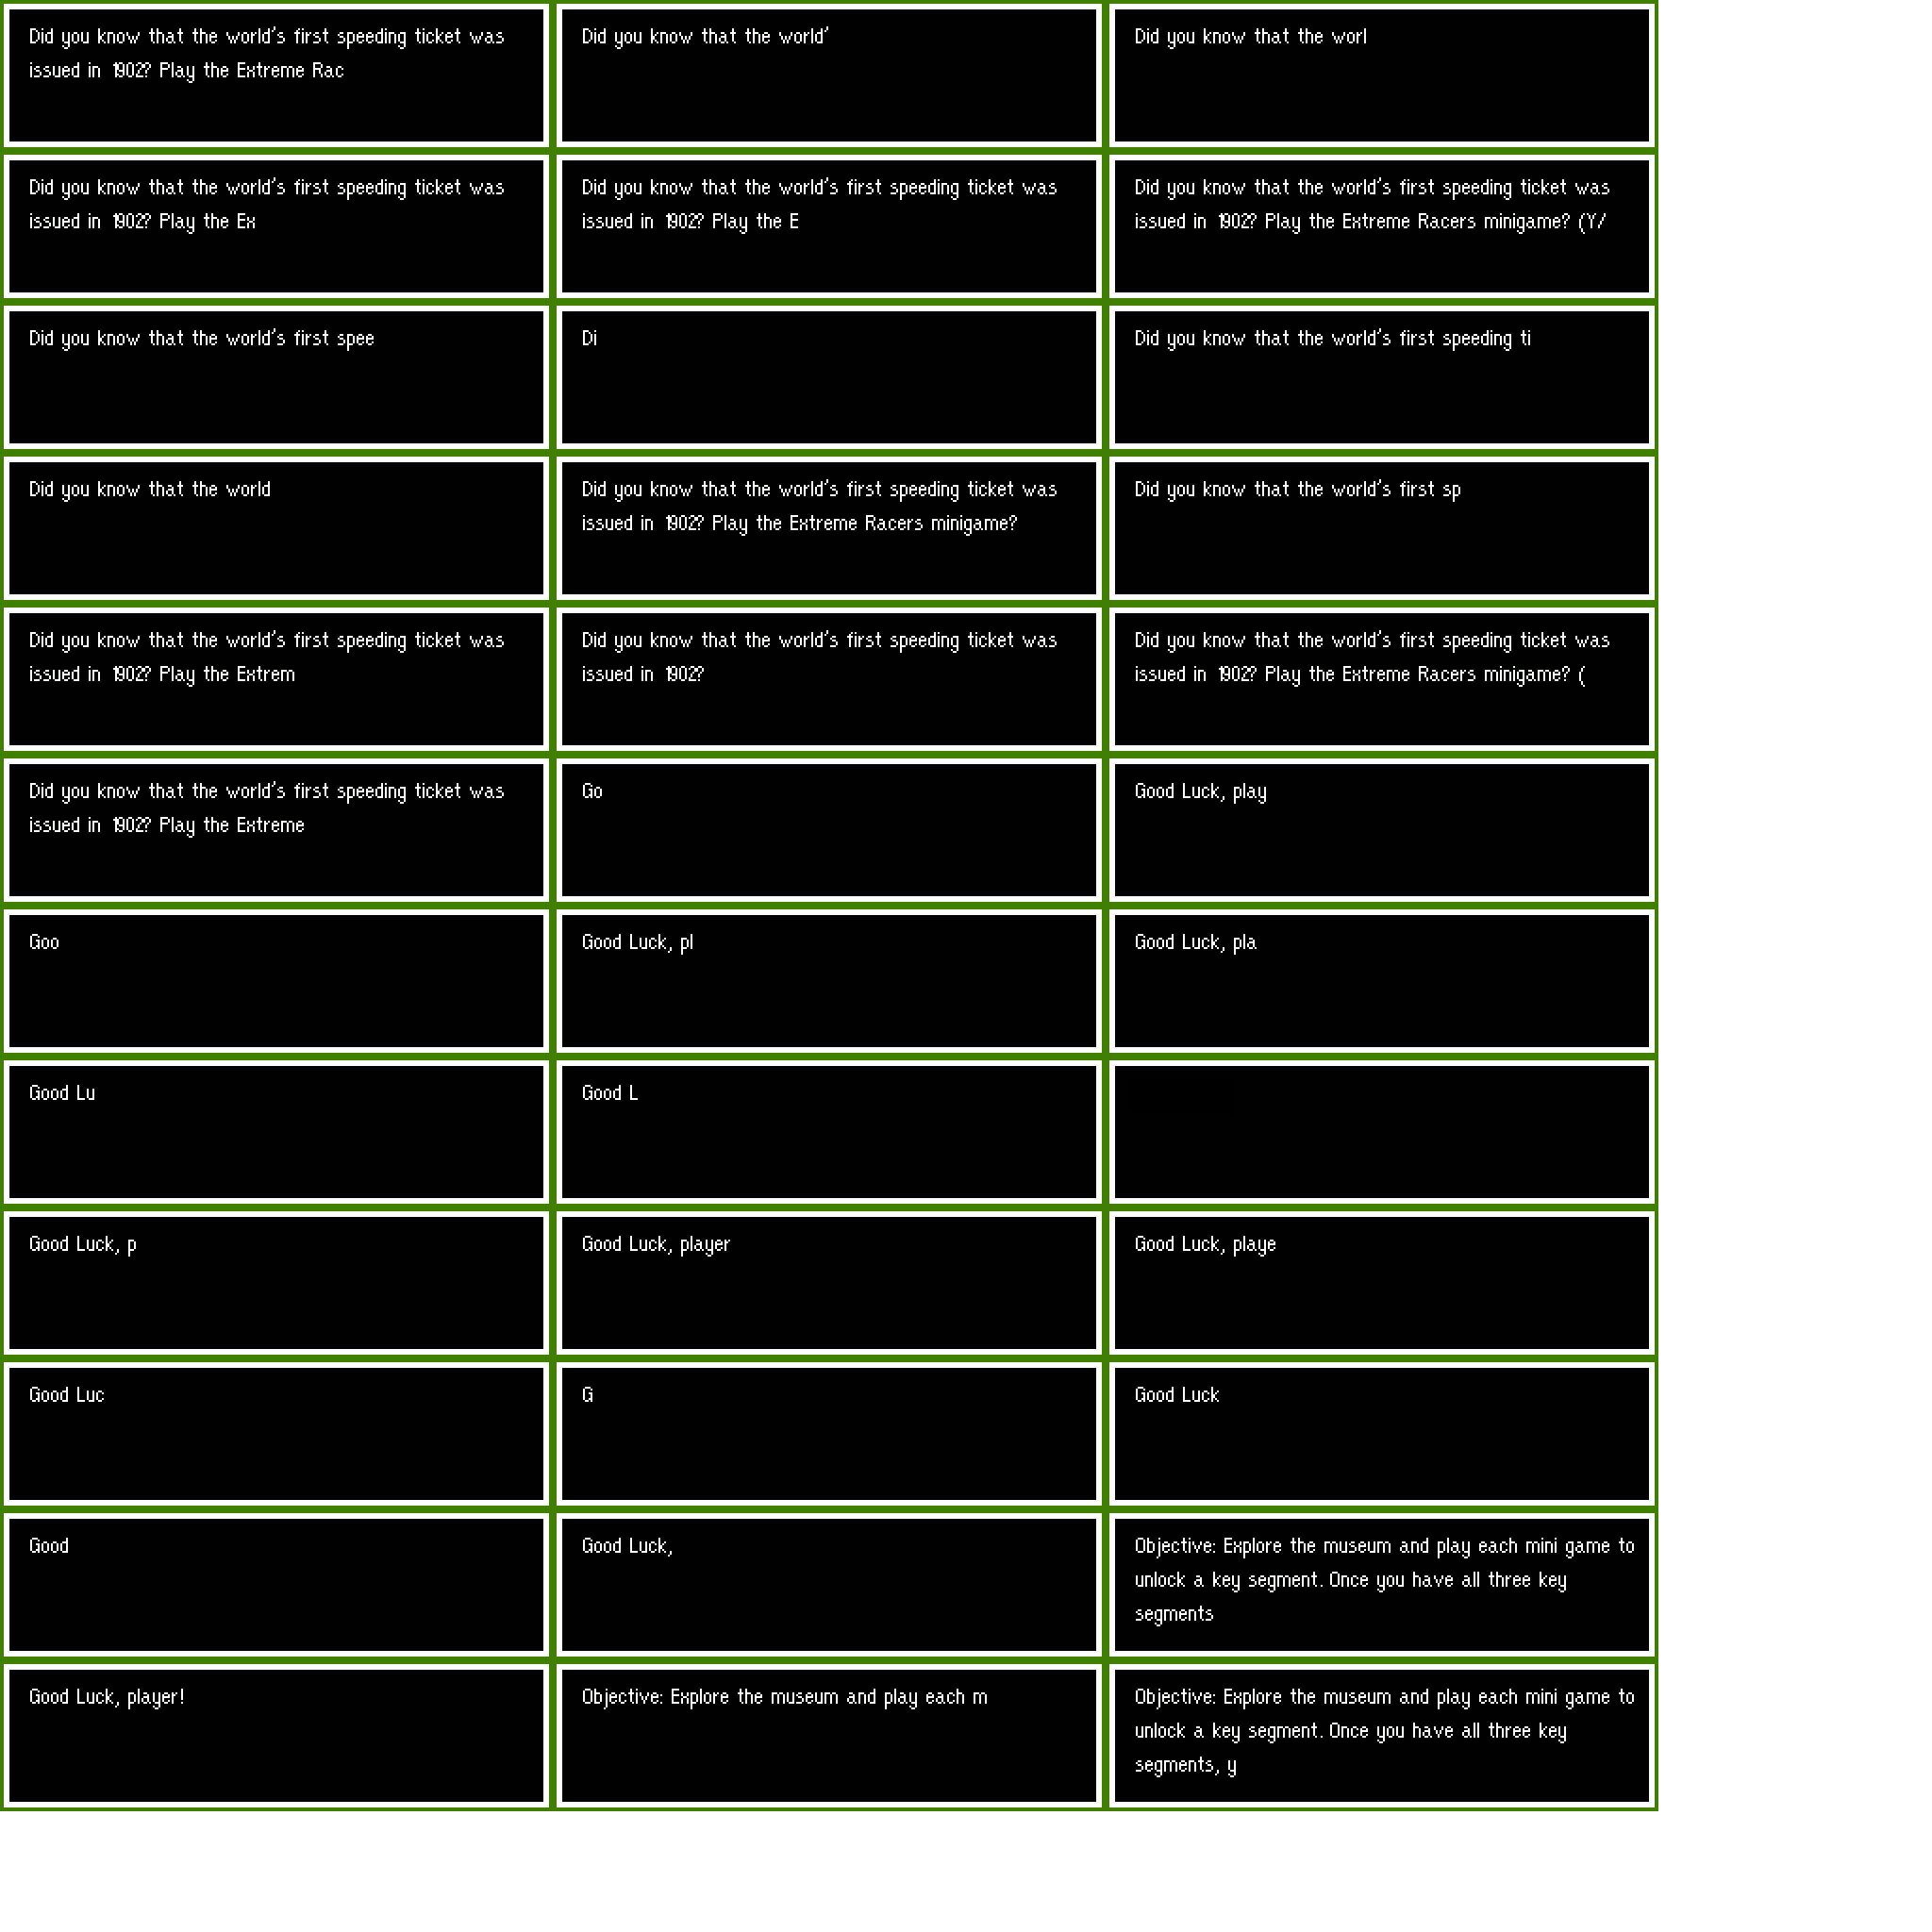 Did you know that the world's first speeding ticket was
issued in 1902? Play the Extreme Rac
Did you know that the world'
Did you know that the worl
Did you know that the world's first speeding ticket was
issued in 1902? Play the Ex
Did you know that the world's first speeding ticket was
issued in 1902? Play the E
Did you know that the world's first speeding ticket was
issued in 1902? Play the Extreme Racers minigame? (Y/
Did you know that the world's first spee
Di
Did you know that the world's first speeding ti
Did you know that the world
Did you know that the world's first speeding ticket was
issued in 1902? Play the Extreme Racers minigame?
Did you know that the world's first sp
Did you know that the world's first speeding ticket was
issued in 1902? Play the Extrem
Did you know that the world's first speeding ticket was
issued in 1902?
Did you know that the world's first speeding ticket was
issued in 1902? Play the Extreme Racers minigame? (
Did you know that the world's first speeding ticket was
issued in 1902? Play the Extreme
Go
Good Luck, play
Goo
Good Luck, pl
Good Luck, pla
Good Lu
Good L
Good Luck, p
Good Luck, player
Good Luck, playe
Good Luc
G
Good Luck
Good
Good Luck,
Objective: Explore the museum and play each mini game to
unlock a key segment. Once you have all three key
segments
Good Luck, player!
Objective: Explore the museum and play each m
Objective: Explore the museum and play each mini game to
unlock a key segment. Once you have all three key
segments, y